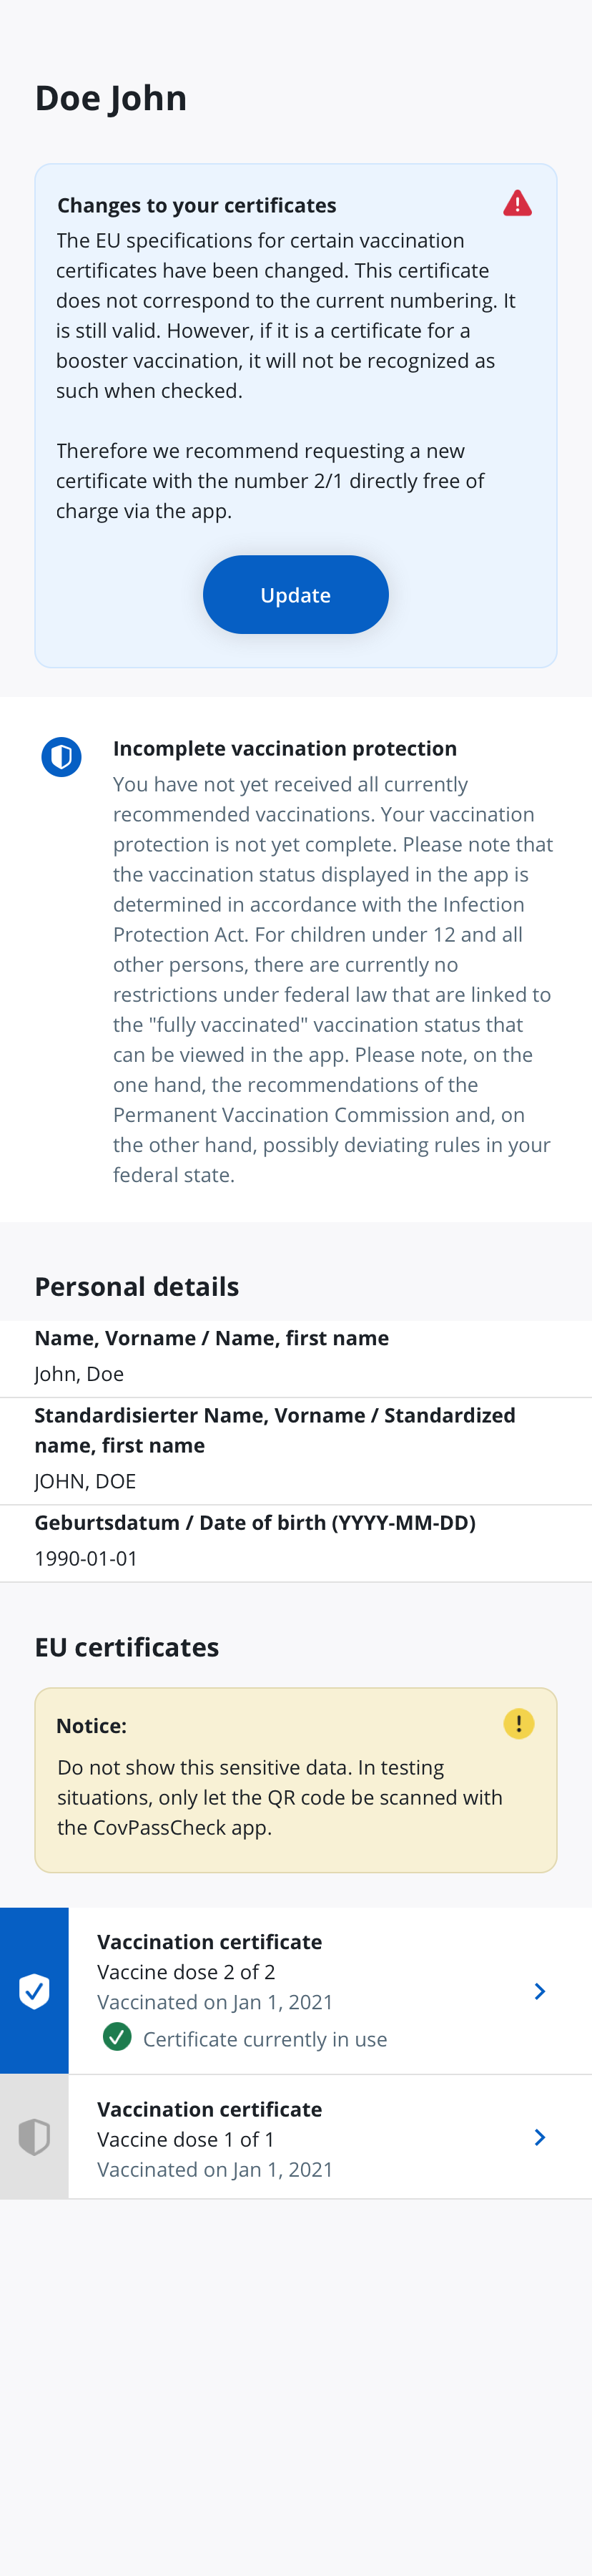 Doe John
Changes to your certificates
The EU specifications for certain vaccination
certificates have been changed. This certificate
does not correspond to the current numbering. It
is still valid. However, if it is a certificate for a
booster vaccination, it will not be recognized as
such when checked.
Therefore we recommend requesting a new
certificate with the number 2/1 directly free of
charge via the app.
Update
Incomplete vaccination protection
You have not yet received all currently
recommended vaccinations. Your vaccination
protection is not yet complete. Please note that
the vaccination status displayed in the app is
determined in accordance with the Infection
Protection Act. For children under 12 and all
other persons, there are currently no
restrictions under federal law that are linked to
the "fully vaccinated" vaccination status that
can be viewed in the app. Please note, on the
one hand, the recommendations of the
Permanent Vaccination Commission and, on
the other hand, possibly deviating rules in your
federal state.
Personal details
Name, Vorname / Name, first name
John, Doe
Standardisierter Name, Vorname / Standardized
name, first name
JOHN, DOE
Geburtsdatum / Date of birth (YYYY-MM-DD)
1990-01-01
EU certificates
Notice:
Do not show this sensitive data. In testing
situations, only let the QR code be scanned with
the CovPassCheck app.
Vaccination certificate
Vaccine dose 2 of 2
Vaccinated on Jan 1, 2021
Certificate currently in use
Vaccination certificate
Vaccine dose 1 of 1
Vaccinated on Jan 1, 2021